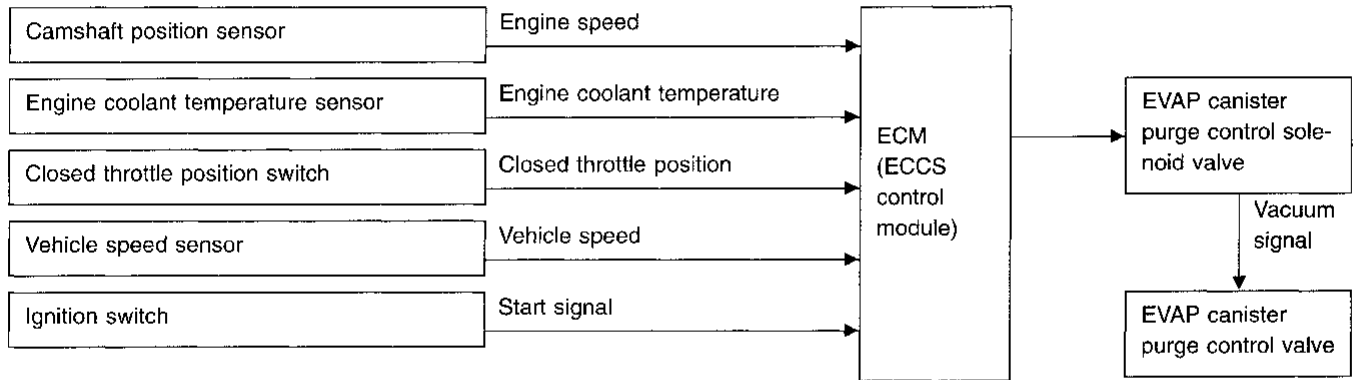 Camshaft position sensor
Engine speed
Engine coolant temperature sensor
Engine coolant temperature
Closed throttle position switch
Closed throttle position
Vehicle speed sensor
Vehicle speed
Ignition switch
Start signal
ECM
(ECCS
control
module)
EVAP canister
purge control sole-
noid valve
Vacuum
signal
EVAP canister
purge control valve